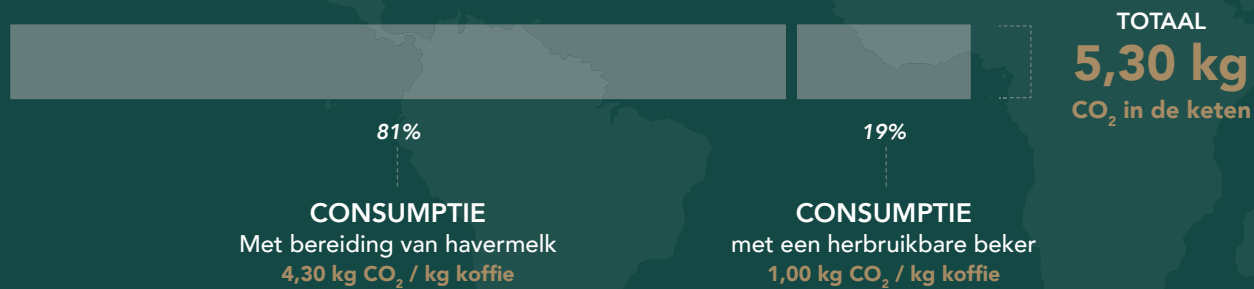 TOTAAL
5,30 kg
CO₂ in de keten
81%
19%
CONSUMPTIE
Met bereiding van havermelk
4,30 kg CO₂ / kg koffie
CONSUMPTIE
met een herbruikbare beker
1,00 kg CO₂ / kg koffie